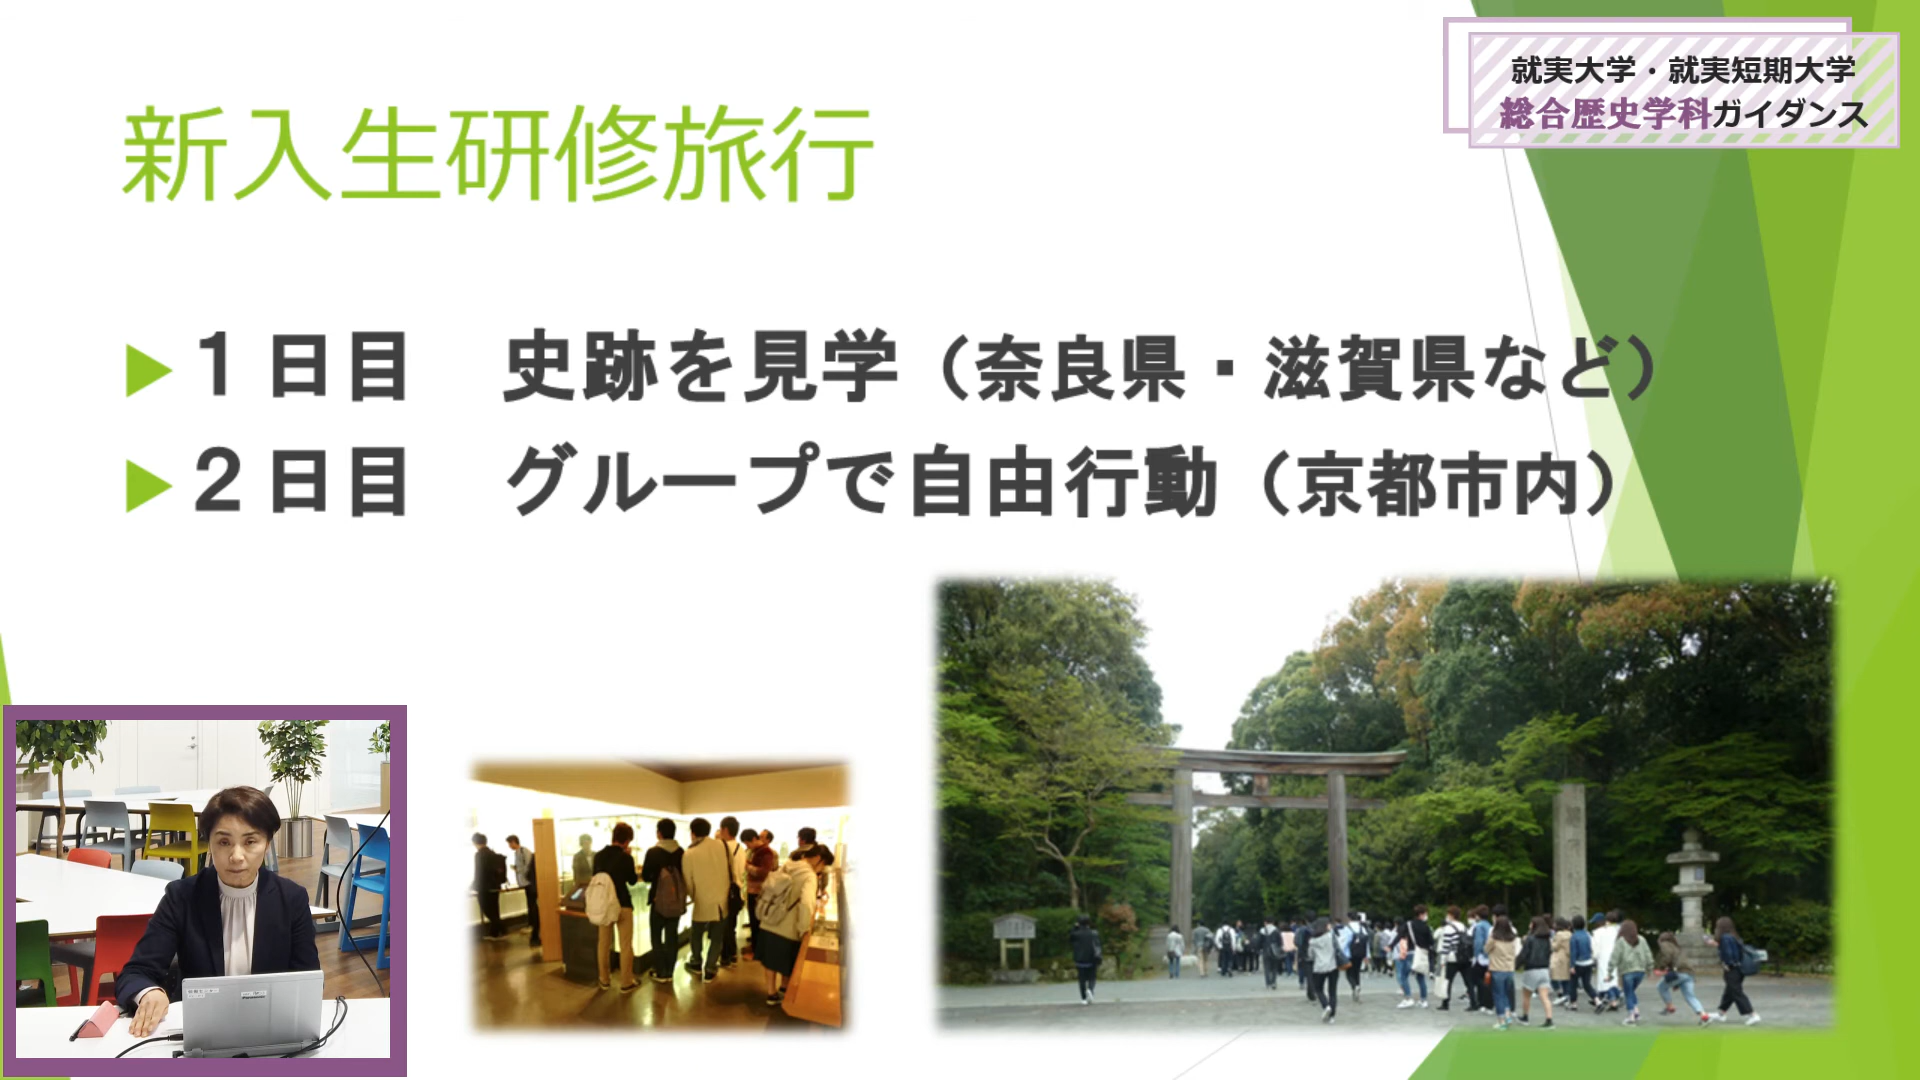 就実大学・就実短期大学
総合歴史学科ガイダンス
新入生研修旅行
１日目　史跡を見学（奈良県・滋賀県など）
２日目　グループで自由行動（京都市内）